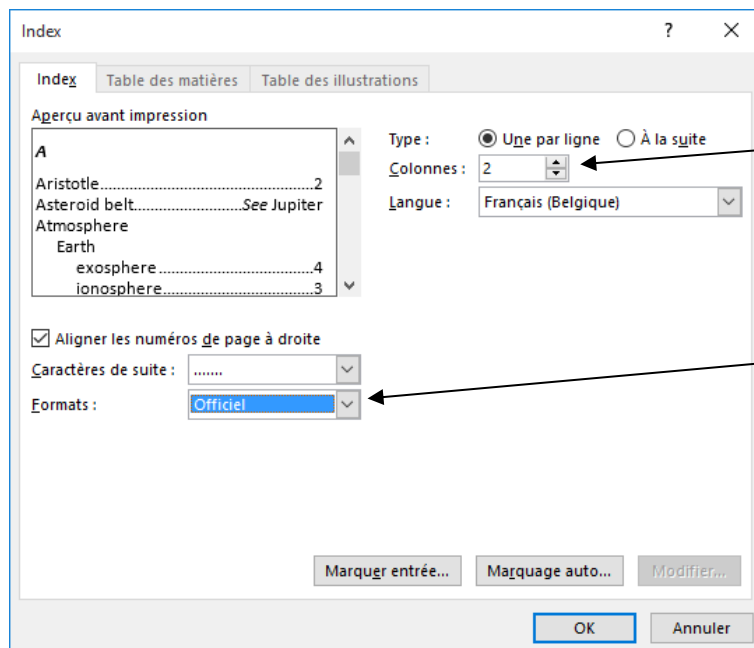 Index ?
Index Table des matières Table des illustrations
Aperçu avant impression
A
Aristotle....................................2
Asteroid belt.......................See Jupiter
Atmosphere
Earth
exosphere....................................4
ionosphere....................................3
Type : Une par ligne À la suite
Colonnes : 2
Langue : Français (Belgique)
Aligner les numéros de page à droite
Caractères de suite : .......
Formats : Officiel
Marquer entrée... Marquage auto... Modifier...
OK Annuler